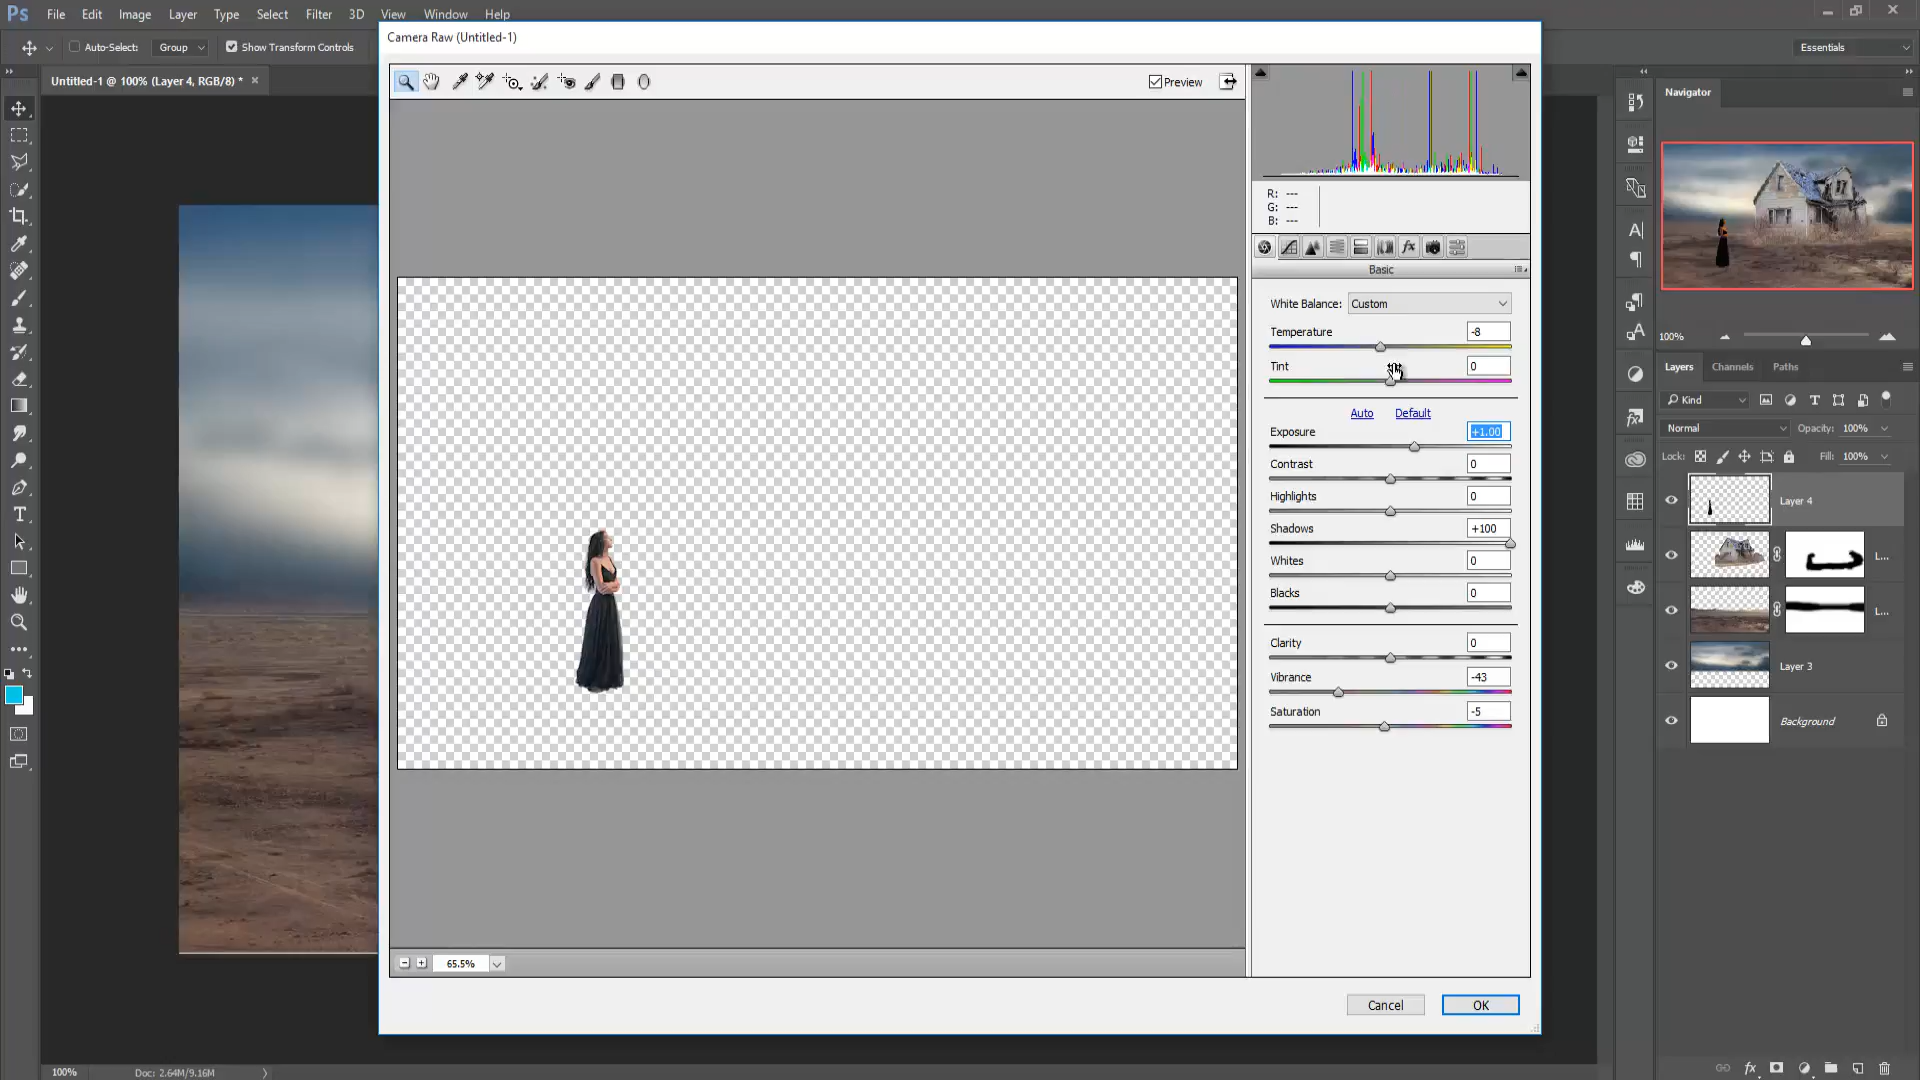 Ps File Edit Image Layer Type Select Filter 3D View Window Help
Auto-Select: Group Show Transform Controls Essentials
Untitled-1 @ 100% (Layer 4, RGB/8) * ×
Camera Raw (Untitled-1)
Preview
R: ---
G: ---
B: ---
Basic
White Balance: Custom
Temperature -8
Tint 0
Auto Default
Exposure +1.00
Contrast 0
Highlights 0
Shadows +100
Whites 0
Blacks 0
Clarity 0
Vibrance -43
Saturation -5
65.5%
Cancel OK
Navigator
100%
Layers Channels Paths
Kind
Normal Opacity: 100%
Lock: Fill: 100%
Layer 4
L...
L...
Layer 3
Background
100% Doc: 2.64M/9.16M